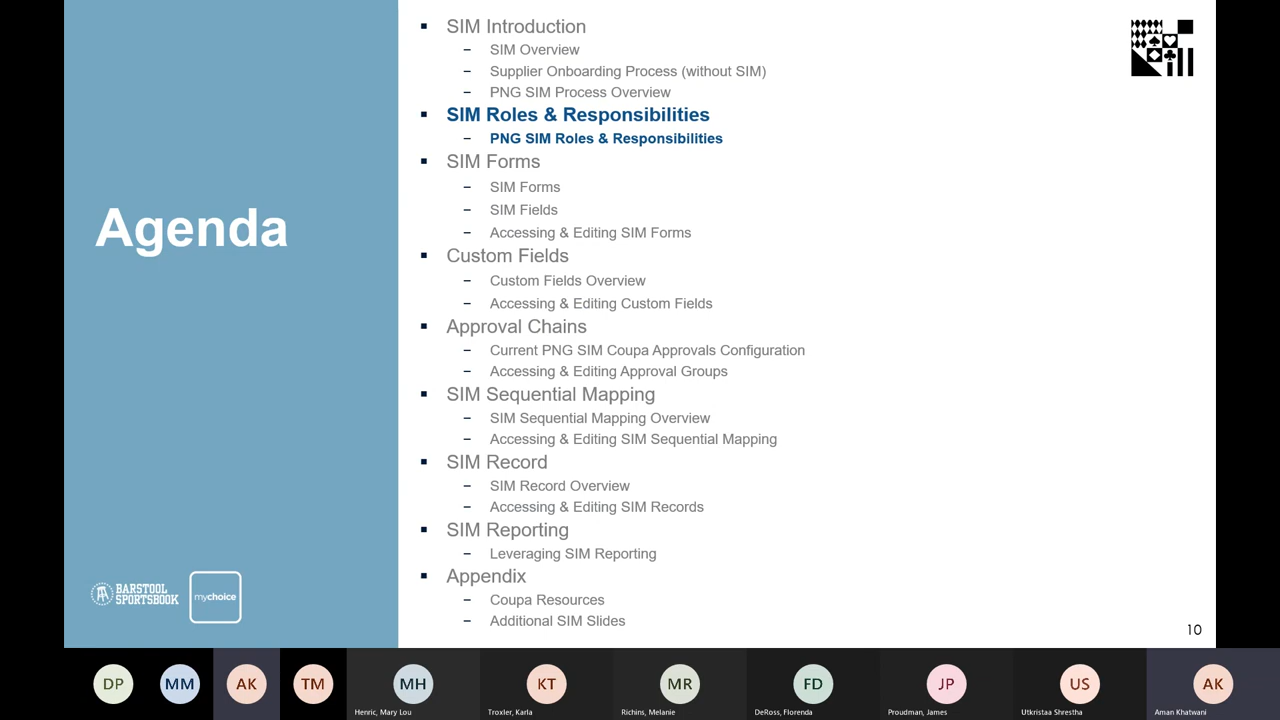 Agenda
▪ SIM Introduction
– SIM Overview
– Supplier Onboarding Process (without SIM)
– PNG SIM Process Overview
▪ SIM Roles & Responsibilities
– PNG SIM Roles & Responsibilities
▪ SIM Forms
– SIM Forms
– SIM Fields
– Accessing & Editing SIM Forms
▪ Custom Fields
– Custom Fields Overview
– Accessing & Editing Custom Fields
▪ Approval Chains
– Current PNG SIM Coupa Approvals Configuration
– Accessing & Editing Approval Groups
▪ SIM Sequential Mapping
– SIM Sequential Mapping Overview
– Accessing & Editing SIM Sequential Mapping
▪ SIM Record
– SIM Record Overview
– Accessing & Editing SIM Records
▪ SIM Reporting
– Leveraging SIM Reporting
▪ Appendix
– Coupa Resources
– Additional SIM Slides
BARSTOOL
SPORTSBOOK
mychoice
10
DP
MM
AK
TM
MH
Henric, Mary Lou
KT
Troxler, Karla
MR
Richins, Melanie
FD
DeRoss, Florenda
JP
Proudman, James
US
Utkristaa Shrestha
AK
Aman Khatwani